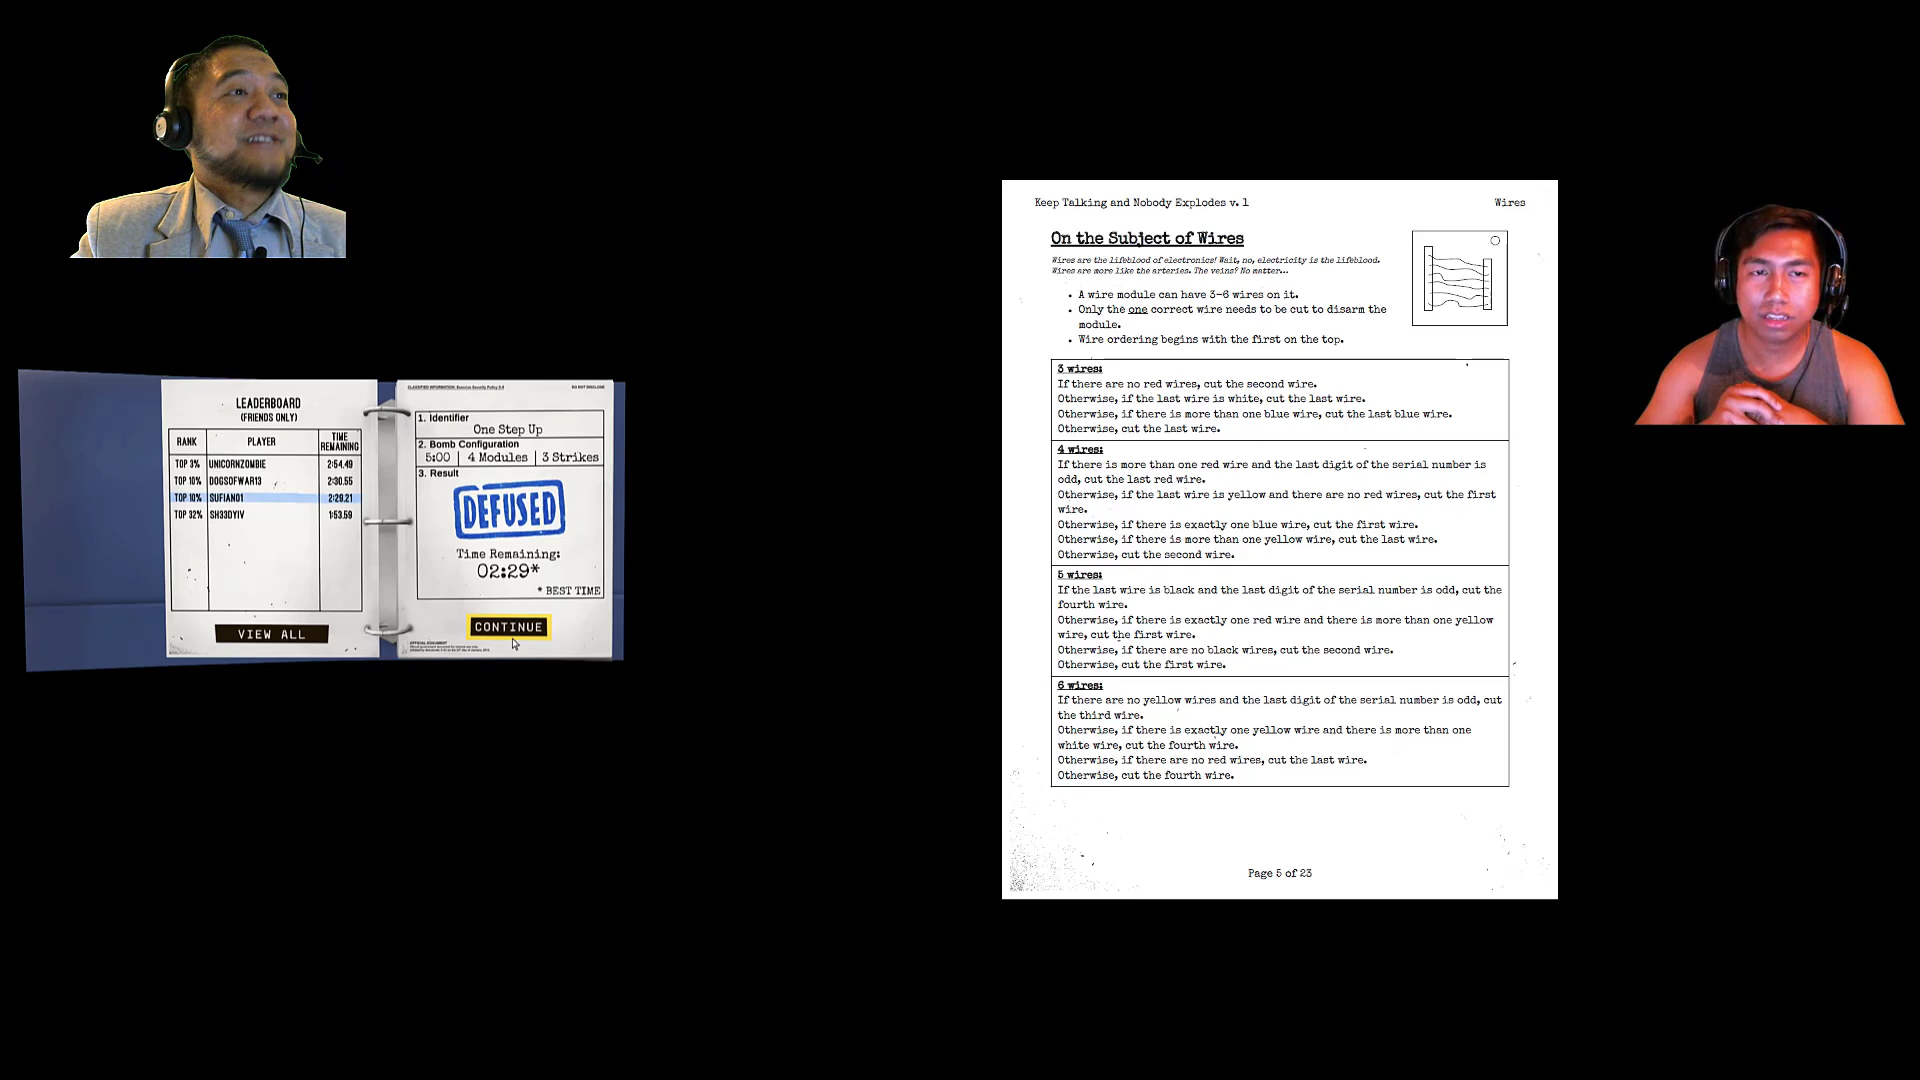 LEADERBOARD
(FRIENDS ONLY)
RANK PLAYER TIME REMAINING
TOP 3% UNICORNZOMBIE 2:54.49
TOP 10% DOGSOFWAR13 2:30.55
TOP 10% SUFIAN01 2:29.21
TOP 32% SH33DYIV 1:53.59
VIEW ALL
DO NOT DISCLOSE
1. Identifier
One Step Up
2. Bomb Configuration
5:00 4 Modules 3 Strikes
3. Result
DEFUSED
Time Remaining:
02:29*
* BEST TIME
CONTINUE
Keep Talking and Nobody Explodes v. 1 Wires
On the Subject of Wires
Wires are the lifeblood of electronics! Wait, no, electricity is the lifeblood.
Wires are more like the arteries. The veins? No matter...
• A wire module can have 3-6 wires on it.
• Only the one correct wire needs to be cut to disarm the
module.
• Wire ordering begins with the first on the top.
3 wires:
If there are no red wires, cut the second wire.
Otherwise, if the last wire is white, cut the last wire.
Otherwise, if there is more than one blue wire, cut the last blue wire.
Otherwise, cut the last wire.
4 wires:
If there is more than one red wire and the last digit of the serial number is
odd, cut the last red wire.
Otherwise, if the last wire is yellow and there are no red wires, cut the first
wire.
Otherwise, if there is exactly one blue wire, cut the first wire.
Otherwise, if there is more than one yellow wire, cut the last wire.
Otherwise, cut the second wire.
5 wires:
If the last wire is black and the last digit of the serial number is odd, cut the
fourth wire.
Otherwise, if there is exactly one red wire and there is more than one yellow
wire, cut the first wire.
Otherwise, if there are no black wires, cut the second wire.
Otherwise, cut the first wire.
6 wires:
If there are no yellow wires and the last digit of the serial number is odd, cut
the third wire.
Otherwise, if there is exactly one yellow wire and there is more than one
white wire, cut the fourth wire.
Otherwise, if there are no red wires, cut the last wire.
Otherwise, cut the fourth wire.
Page 5 of 23